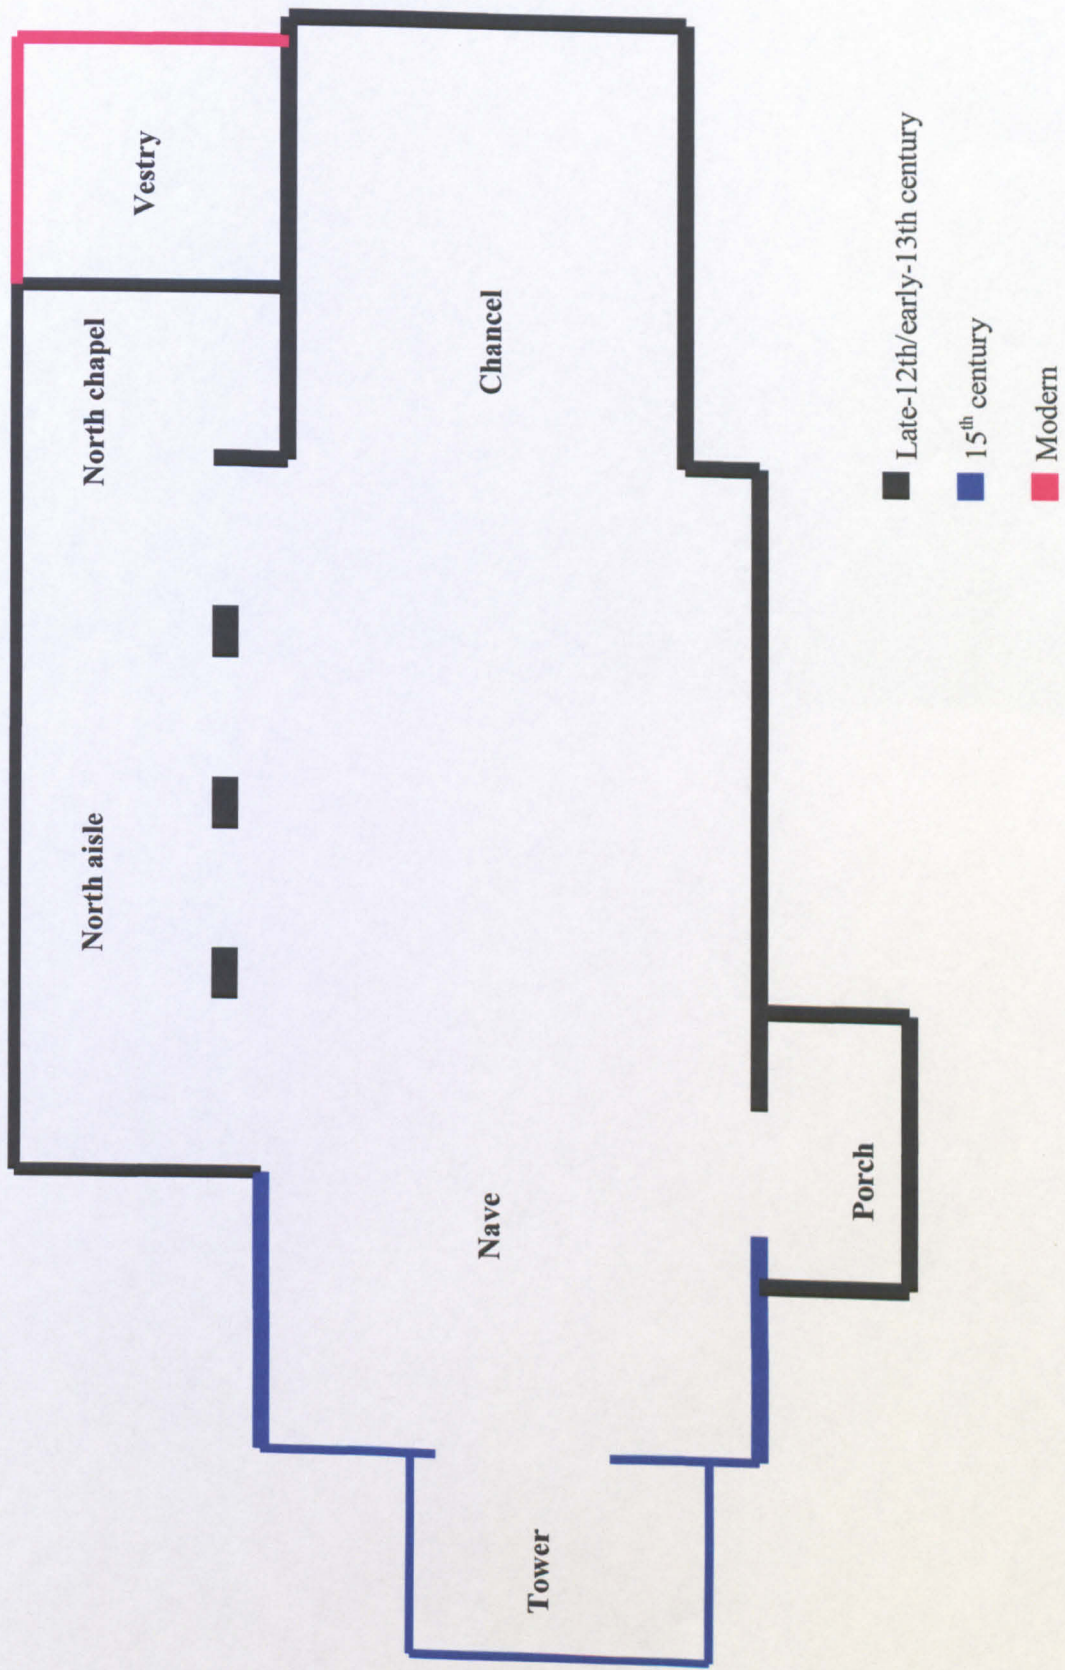 Vestry
North chapel
North aisle
Chancel
Nave
Tower
Porch
Late-12th/early-13th century
15th century
Modern